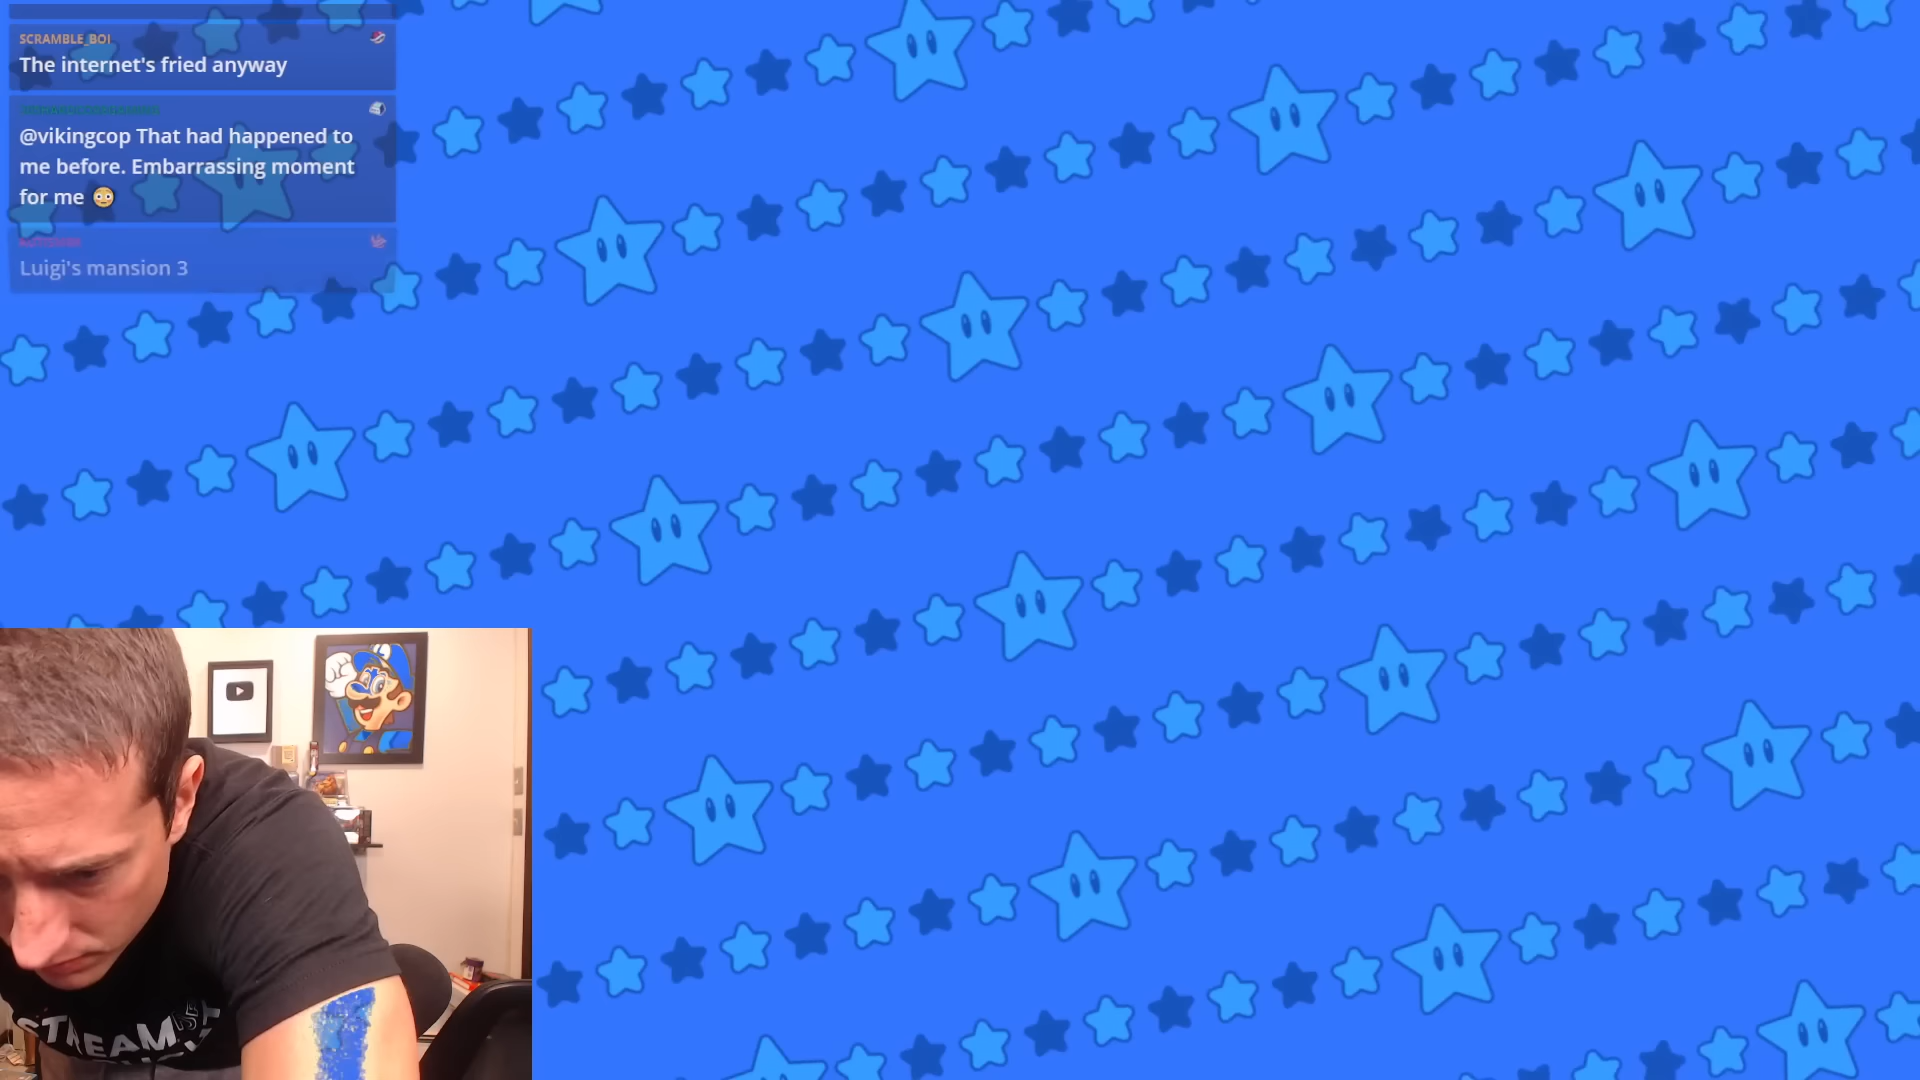 SCRAMBLE_BOI
The internet's fried anyway
@vikingcop That had happened to
me before. Embarrassing moment
for me 😳
Luigi's mansion 3
STREAM